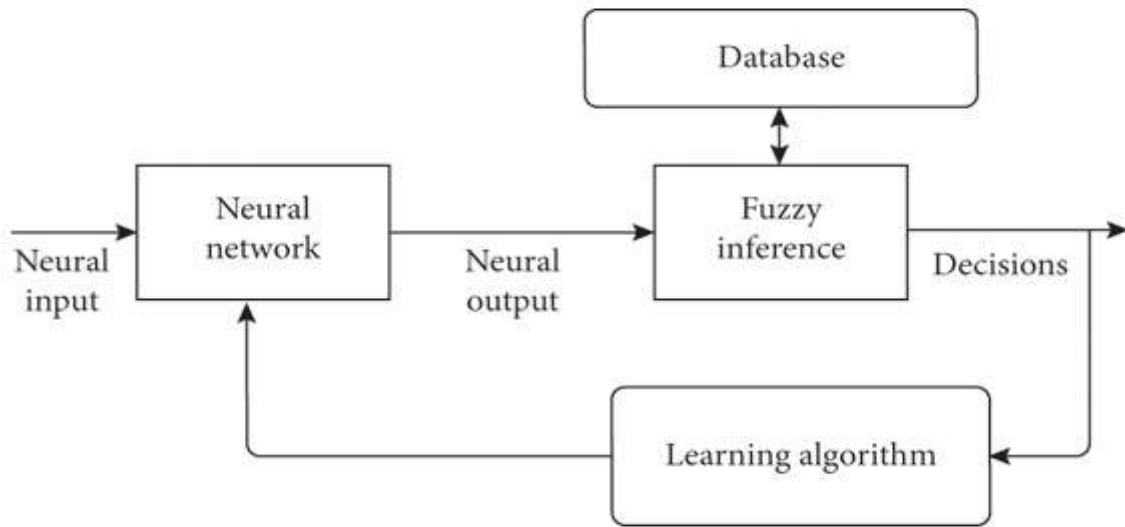 Database
Neural
network
Fuzzy
inference
Neural
input
Neural
output
Decisions
Learning algorithm